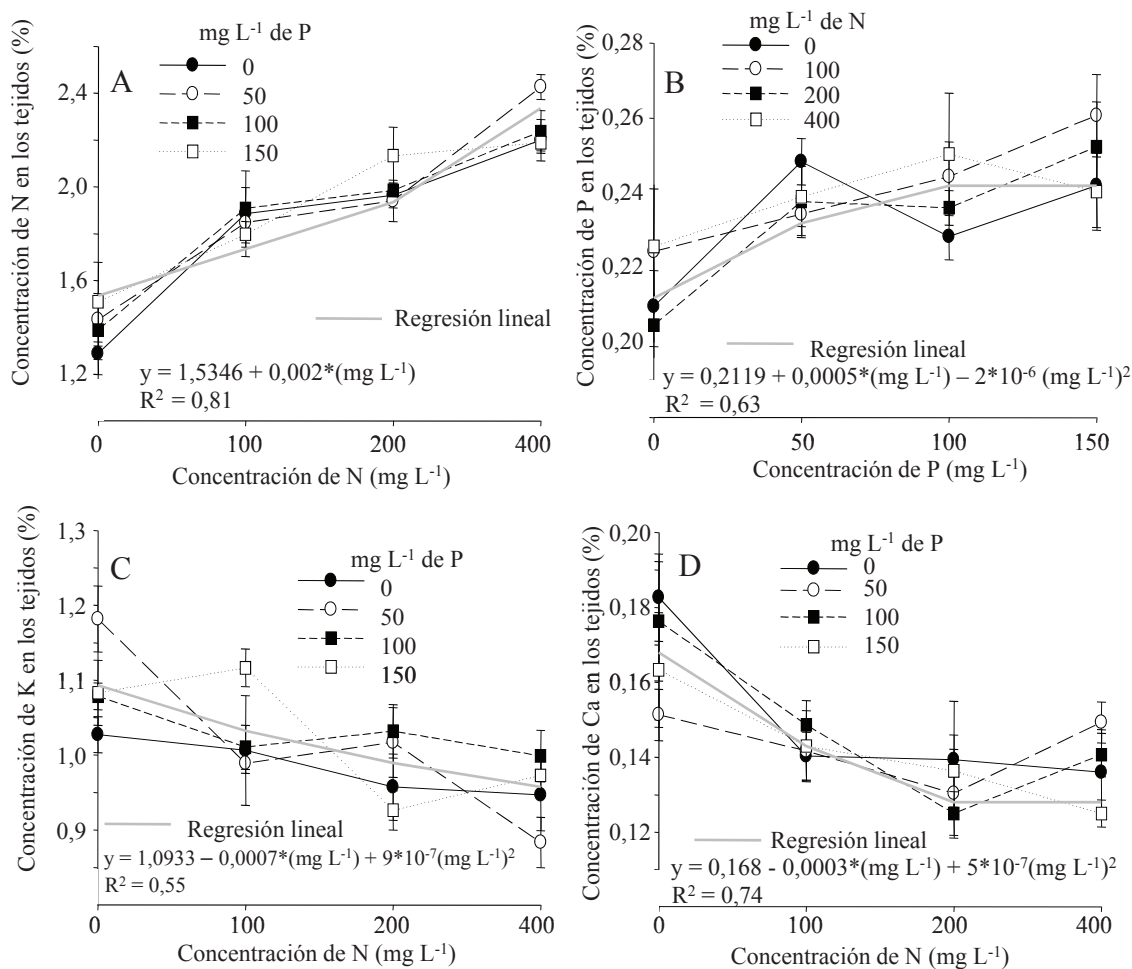 A
Concentración de N en los tejidos (%)
mg L⁻¹ de P
0
50
100
150
2,4
2,0
1,6
1,2
Regresión lineal
y = 1,5346 + 0,002*(mg L⁻¹)
R² = 0,81
0 100 200 400
Concentración de N (mg L⁻¹)
B
Concentración de P en los tejidos (%)
mg L⁻¹ de N
0
100
200
400
0,28
0,26
0,24
0,22
0,20
Regresión lineal
y = 0,2119 + 0,0005*(mg L⁻¹) – 2*10⁻⁶ (mg L⁻¹)²
R² = 0,63
0 50 100 150
Concentración de P (mg L⁻¹)
C
Concentración de K en los tejidos (%)
mg L⁻¹ de P
0
50
100
150
1,3
1,2
1,1
1,0
0,9
Regresión lineal
y = 1,0933 – 0,0007*(mg L⁻¹) + 9*10⁻⁷(mg L⁻¹)²
R² = 0,55
0 100 200 400
Concentración de N (mg L⁻¹)
D
Concentración de Ca en los tejidos (%)
mg L⁻¹ de P
0
50
100
150
0,20
0,18
0,16
0,14
0,12
Regresión lineal
y = 0,168 - 0,0003*(mg L⁻¹) + 5*10⁻⁷(mg L⁻¹)²
R² = 0,74
0 100 200 400
Concentración de N (mg L⁻¹)